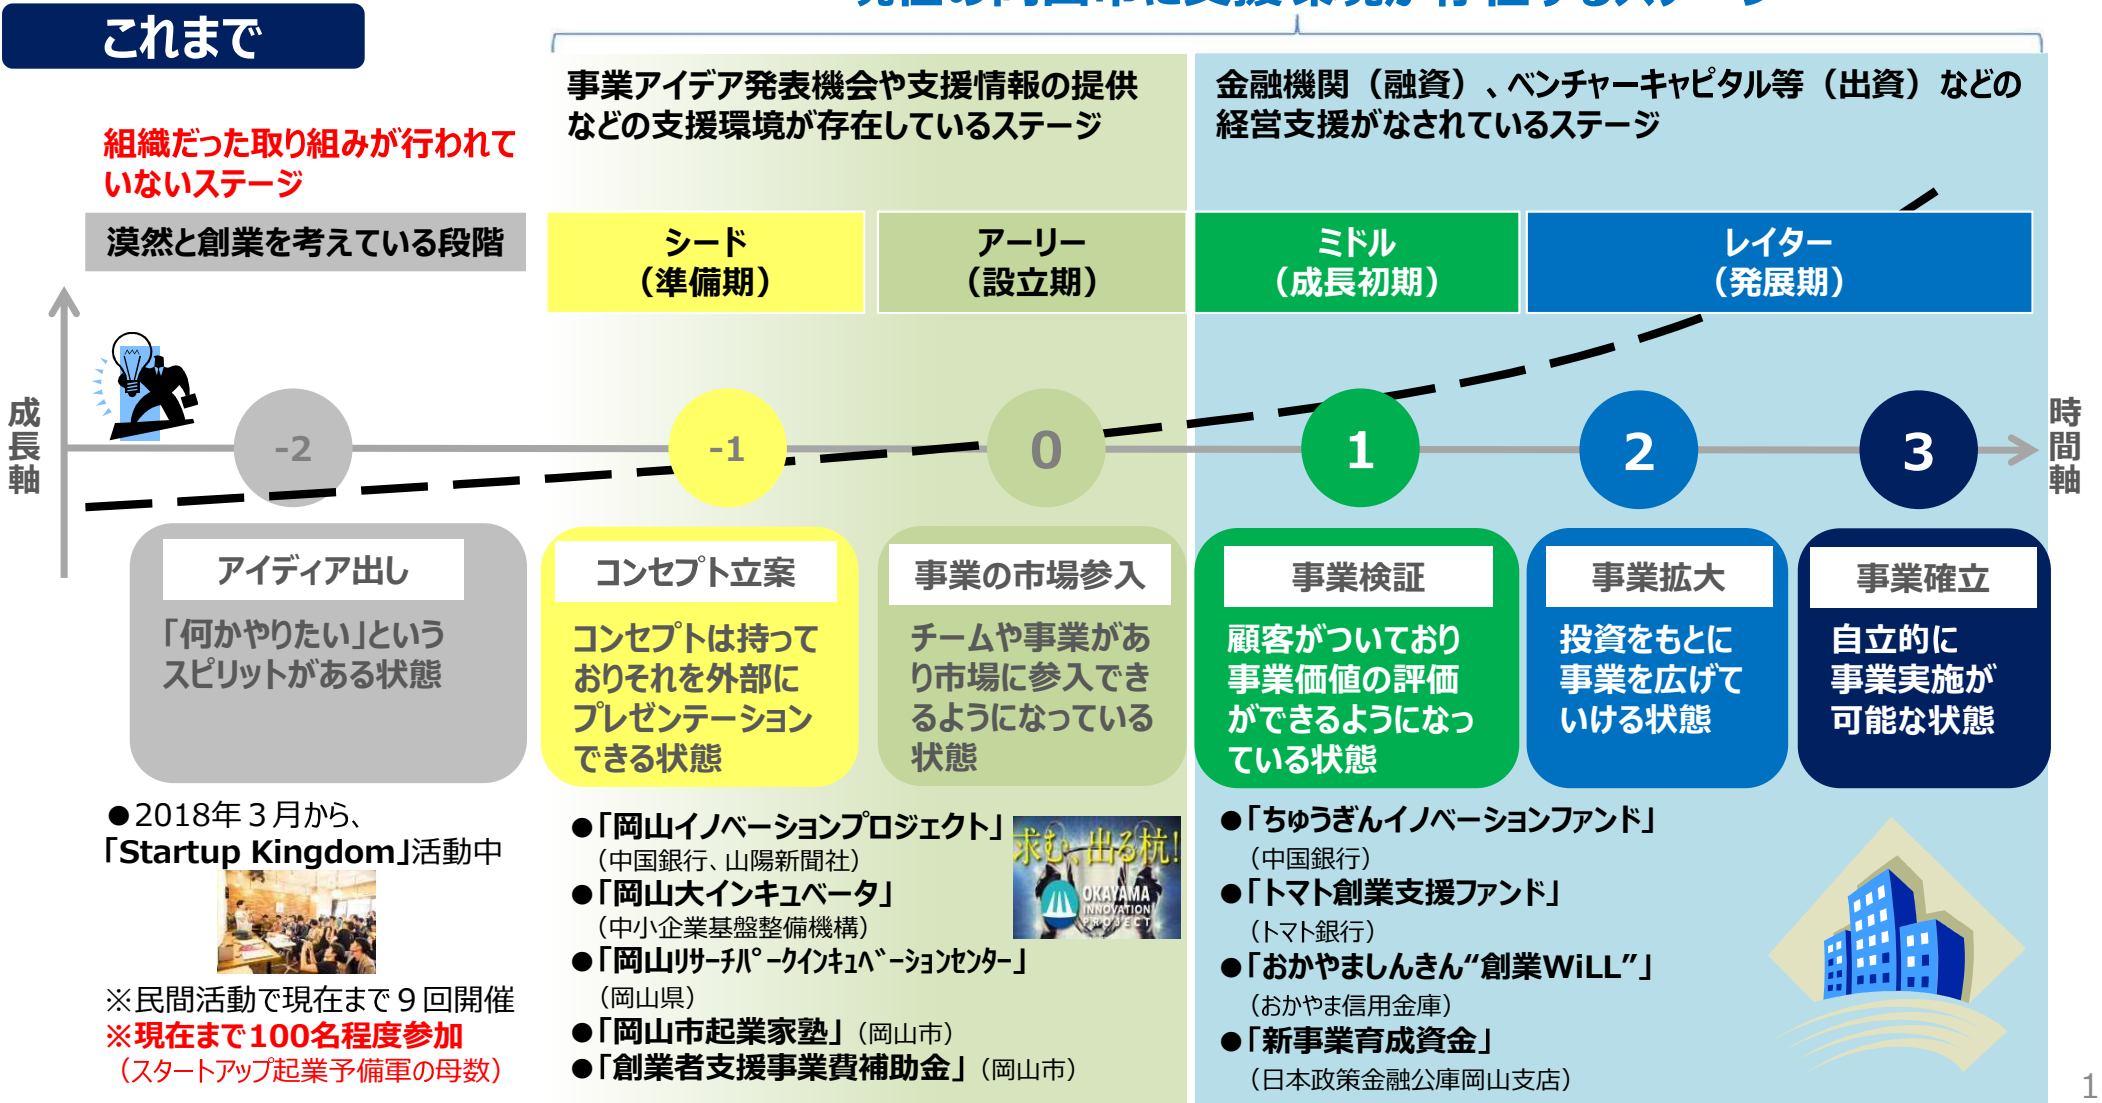 これまで
事業アイデア発表機会や支援情報の提供
などの支援環境が存在しているステージ
金融機関（融資）、ベンチャーキャピタル等（出資）などの
経営支援がなされているステージ
組織だった取り組みが行われて
いないステージ
漠然と創業を考えている段階
シード
（準備期）
アーリー
（設立期）
ミドル
（成長初期）
レイター
（発展期）
成長軸
-2
-1
0
1
2
3
時間軸
アイディア出し
「何かやりたい」という
スピリットがある状態
コンセプト立案
コンセプトは持って
おりそれを外部に
プレゼンテーション
できる状態
事業の市場参入
チームや事業があ
り市場に参入でき
るようになっている
状態
事業検証
顧客がついており
事業価値の評価
ができるようになっ
ている状態
事業拡大
投資をもとに
事業を広げて
いける状態
事業確立
自立的に
事業実施が
可能な状態
●2018年３月から、
「Startup Kingdom」活動中
※民間活動で現在まで９回開催
※現在まで100名程度参加
（スタートアップ起業予備軍の母数）
●「岡山イノベーションプロジェクト」
（中国銀行、山陽新聞社）
●「岡山大インキュベータ」
（中小企業基盤整備機構）
●「岡山ﾘｻｰﾁﾊﾟｰｸｲﾝｷｭﾍﾞｰｼｮﾝｾﾝﾀｰ」
（岡山県）
●「岡山市起業家塾」（岡山市）
●「創業者支援事業費補助金」（岡山市）
求む、出る杭!
OKAYAMA
INNOVATION
PROJECT
●「ちゅうぎんイノベーションファンド」
（中国銀行）
●「トマト創業支援ファンド」
（トマト銀行）
●「おかやましんきん“創業WiLL”」
（おかやま信用金庫）
●「新事業育成資金」
（日本政策金融公庫岡山支店）
1